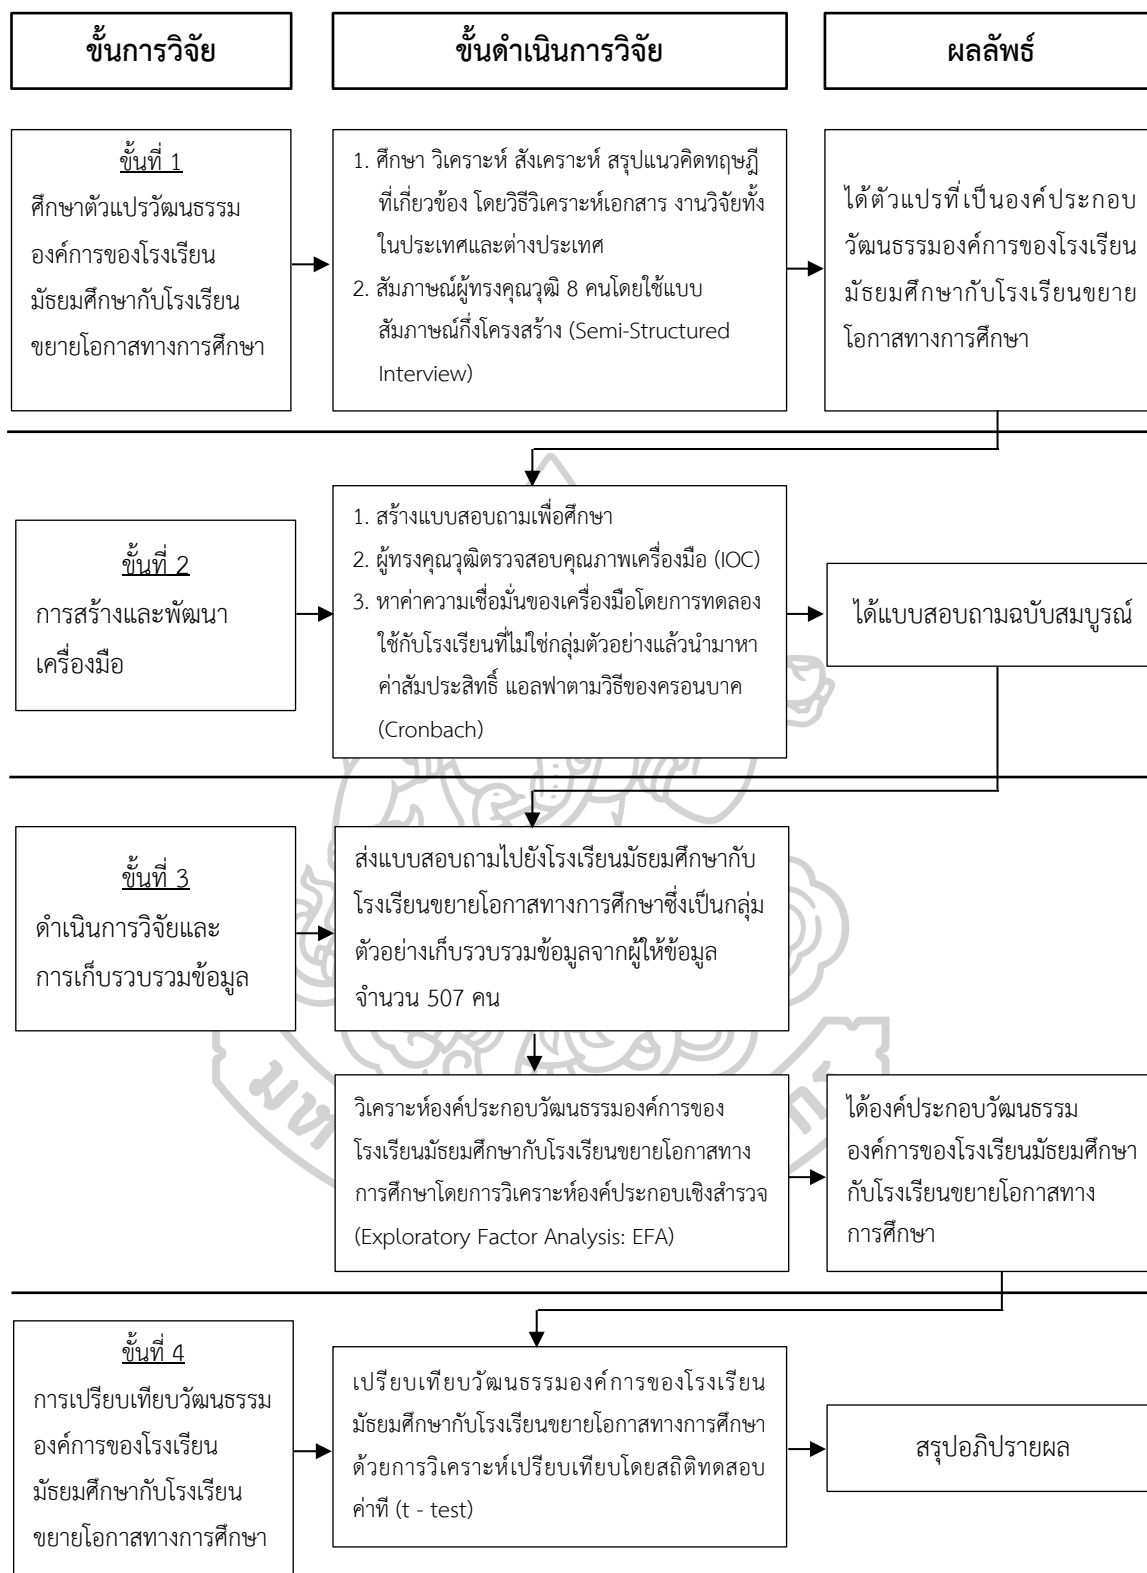 ขั้นการวิจัย
ขั้นดำเนินการวิจัย
ผลลัพธ์
ขั้นที่ 1
ศึกษาตัวแปรวัฒนธรรม
องค์การของโรงเรียน
มัธยมศึกษากับโรงเรียน
ขยายโอกาสทางการศึกษา
1. ศึกษา วิเคราะห์ สังเคราะห์ สรุปแนวคิดทฤษฎี
ที่เกี่ยวข้อง โดยวิธีวิเคราะห์เอกสาร งานวิจัยทั้ง
ในประเทศและต่างประเทศ
2. สัมภาษณ์ผู้ทรงคุณวุฒิ 8 คนโดยใช้แบบ
สัมภาษณ์กึ่งโครงสร้าง (Semi-Structured
Interview)
ได้ตัวแปรที่เป็นองค์ประกอบ
วัฒนธรรมองค์การของโรงเรียน
มัธยมศึกษากับโรงเรียนขยาย
โอกาสทางการศึกษา
ขั้นที่ 2
การสร้างและพัฒนา
เครื่องมือ
1. สร้างแบบสอบถามเพื่อศึกษา
2. ผู้ทรงคุณวุฒิตรวจสอบคุณภาพเครื่องมือ (IOC)
3. หาค่าความเชื่อมั่นของเครื่องมือโดยการทดลอง
ใช้กับโรงเรียนที่ไม่ใช่กลุ่มตัวอย่างแล้วนำมาหา
ค่าสัมประสิทธิ์ แอลฟาตามวิธีของครอนบาค
(Cronbach)
ได้แบบสอบถามฉบับสมบูรณ์
ขั้นที่ 3
ดำเนินการวิจัยและ
การเก็บรวบรวมข้อมูล
ส่งแบบสอบถามไปยังโรงเรียนมัธยมศึกษากับ
โรงเรียนขยายโอกาสทางการศึกษาซึ่งเป็นกลุ่ม
ตัวอย่างเก็บรวบรวมข้อมูลจากผู้ให้ข้อมูล
จำนวน 507 คน
วิเคราะห์องค์ประกอบวัฒนธรรมองค์การของ
โรงเรียนมัธยมศึกษากับโรงเรียนขยายโอกาสทาง
การศึกษาโดยการวิเคราะห์องค์ประกอบเชิงสำรวจ
(Exploratory Factor Analysis: EFA)
ได้องค์ประกอบวัฒนธรรม
องค์การของโรงเรียนมัธยมศึกษา
กับโรงเรียนขยายโอกาสทาง
การศึกษา
ขั้นที่ 4
การเปรียบเทียบวัฒนธรรม
องค์การของโรงเรียน
มัธยมศึกษากับโรงเรียน
ขยายโอกาสทางการศึกษา
เปรียบเทียบวัฒนธรรมองค์การของโรงเรียน
มัธยมศึกษากับโรงเรียนขยายโอกาสทางการศึกษา
ด้วยการวิเคราะห์เปรียบเทียบโดยสถิติทดสอบ
ค่าที (t - test)
สรุปอภิปรายผล